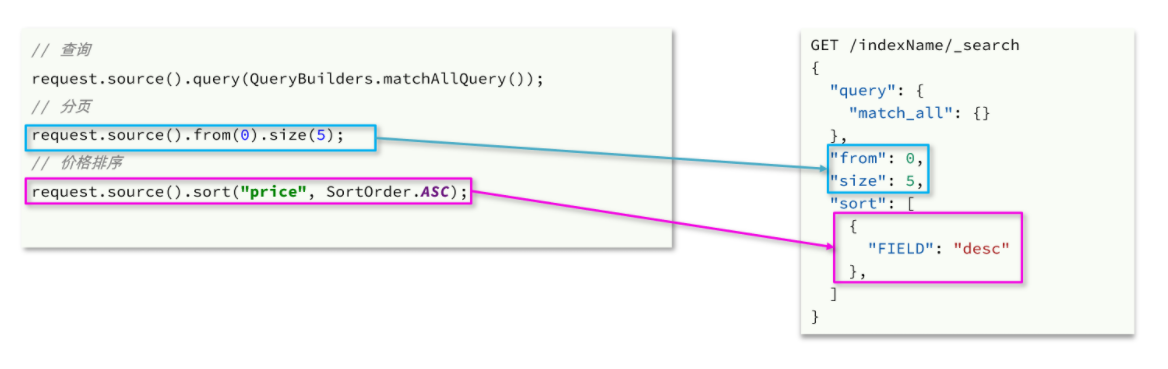 // 查询
request.source().query(QueryBuilders.matchAllQuery());
// 分页
request.source().from(0).size(5);
// 价格排序
request.source().sort("price", SortOrder.ASC);
GET /indexName/_search
{
  "query": {
    "match_all": {}
  },
  "from": 0,
  "size": 5,
  "sort": [
    {
      "FIELD": "desc"
    },
  ]
}